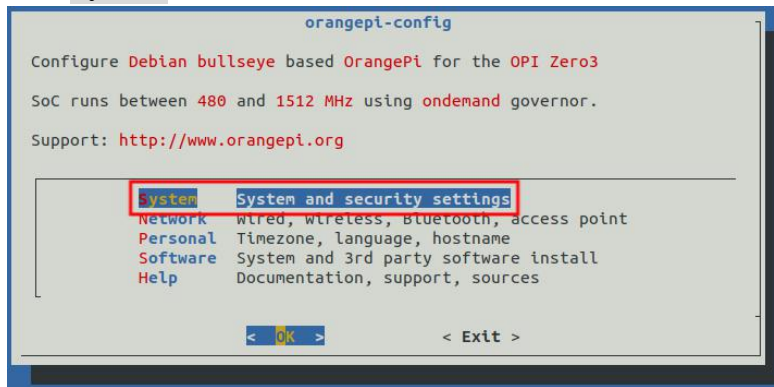 orangepi-config
Configure Debian bullseye based OrangePi for the OPI Zero3
SoC runs between 480 and 1512 MHz using ondemand governor.
Support: http://www.orangepi.org
System System and security settings
Network Wired, wireless, Bluetooth, access point
Personal Timezone, language, hostname
Software System and 3rd party software install
Help Documentation, support, sources
< OK > < Exit >